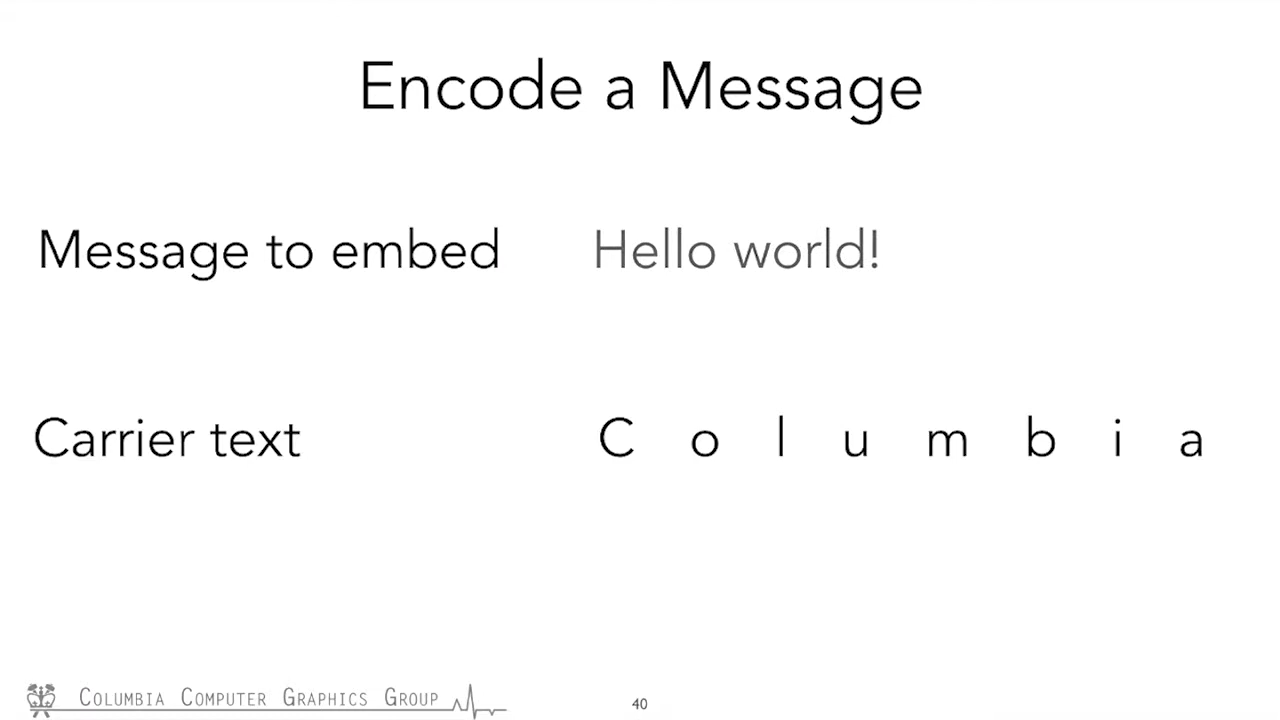 Encode a Message
Message to embed Hello world!
Carrier text C o l u m b i a
Columbia Computer Graphics Group 40